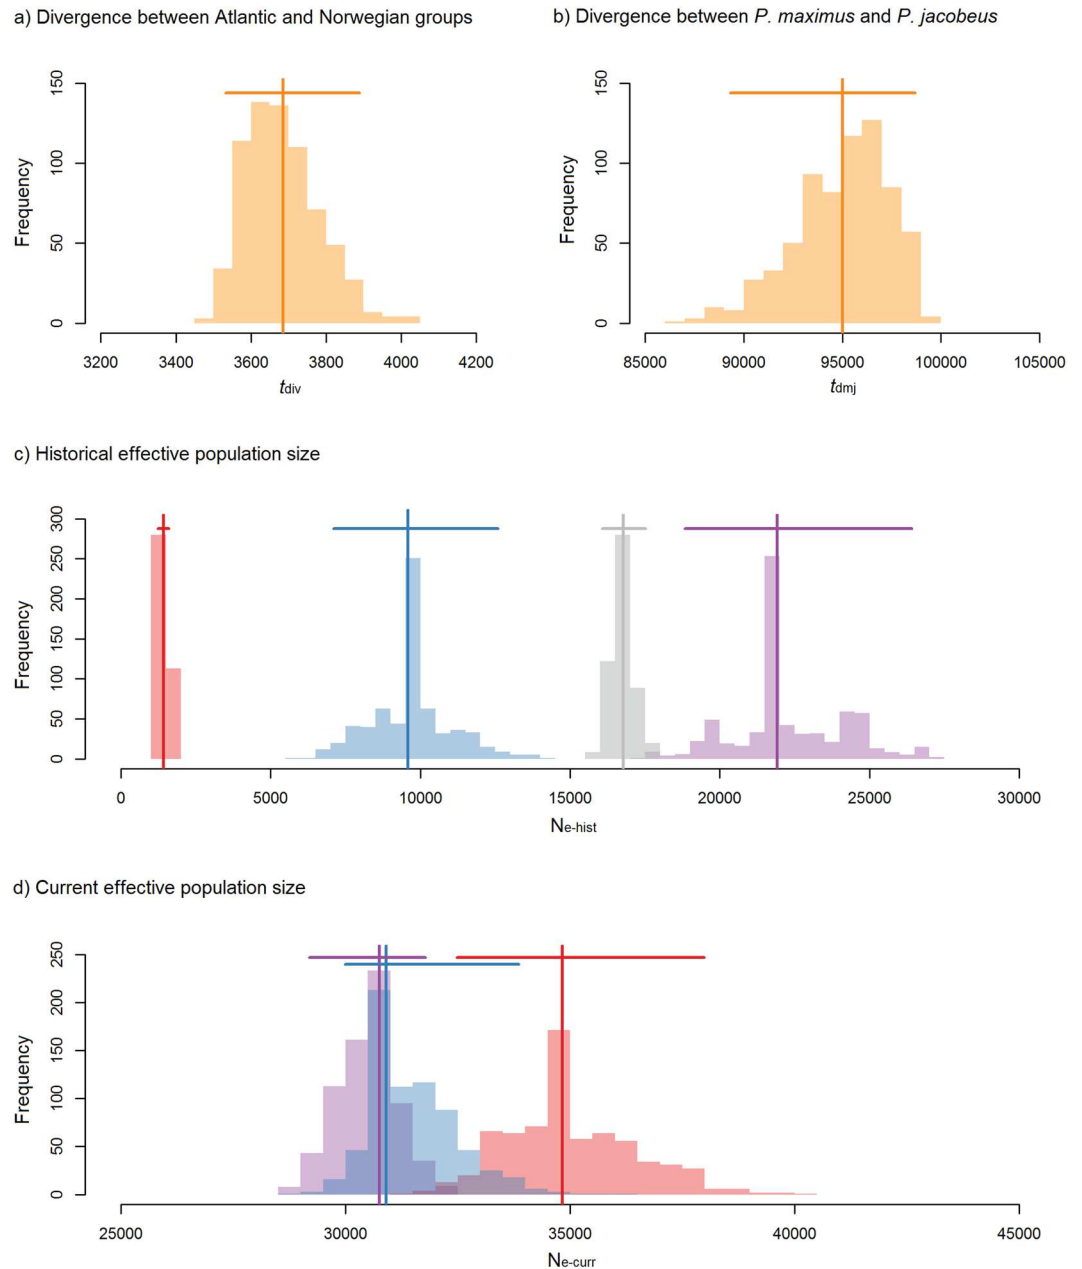 a) Divergence between Atlantic and Norwegian groups
b) Divergence between P. maximus and P. jacobeus
Frequency
0 50 100 150
3200 3400 3600 3800 4000 4200
tdiv
Frequency
0 50 100 150
85000 90000 95000 100000 105000
tdmj
c) Historical effective population size
Frequency
0 50 100 150 200 250 300
0 5000 10000 15000 20000 25000 30000
Ne-hist
d) Current effective population size
Frequency
0 50 100 150 200 250
25000 30000 35000 40000 45000
Ne-curr